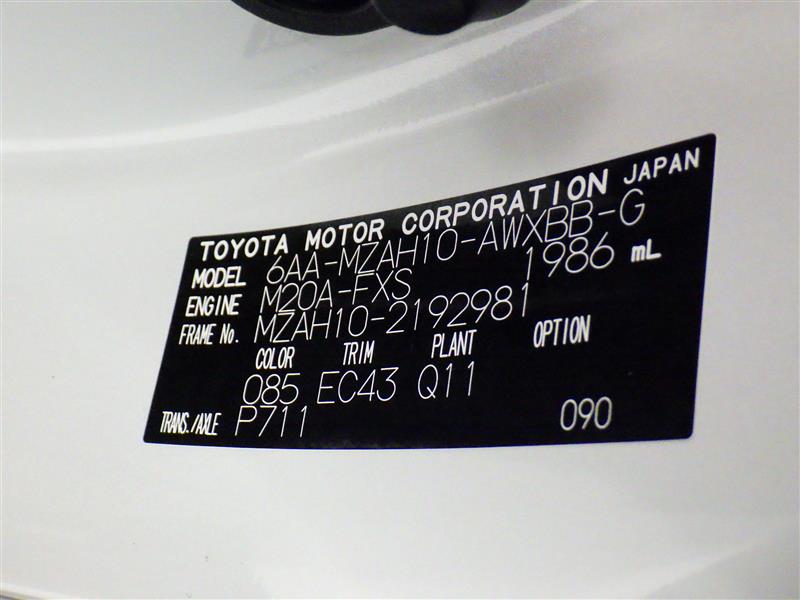 TOYOTA MOTOR CORPORATION JAPAN
MODEL 6AA-MZAH10-AWXBB-G
ENGINE M20A-FXS 1986 mL
FRAME No. MZAH10-2192981
COLOR TRIM PLANT OPTION
085 EC43 Q11
TRANS./AXLE P711 090